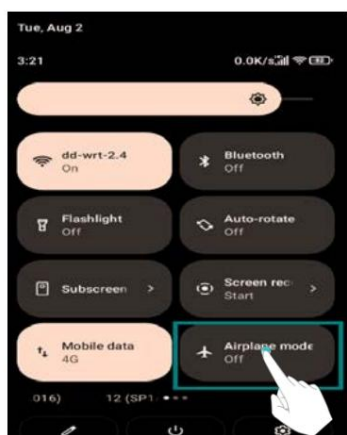 Tue, Aug 2
3:21 0.0K/s 82
dd-wrt-2.4
On
Bluetooth
Off
Flashlight
Off
Auto-rotate
Off
Subscreen >
Screen rec >
Start
Mobile data
4G
Airplane mode
Off
016) 12 (SP1.